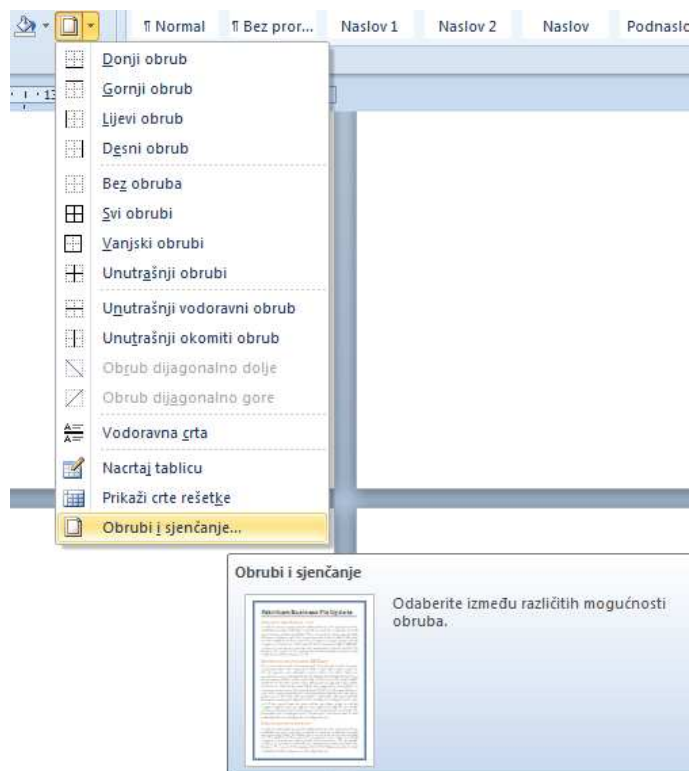 ¶ Normal ¶ Bez pror... Naslov 1 Naslov 2 Naslov Podnaslo
Donji obrub
Gornji obrub
Lijevi obrub
Desni obrub
Bez obruba
Svi obrubi
Vanjski obrubi
Unutrašnji obrubi
Unutrašnji vodoravni obrub
Unutrašnji okomiti obrub
Obrub dijagonalno dolje
Obrub dijagonalno gore
Vodoravna crta
Nacrtaj tablicu
Prikaži crte rešetke
Obrubi i sjenčanje...
Obrubi i sjenčanje
Odaberite između različitih mogućnosti
obruba.